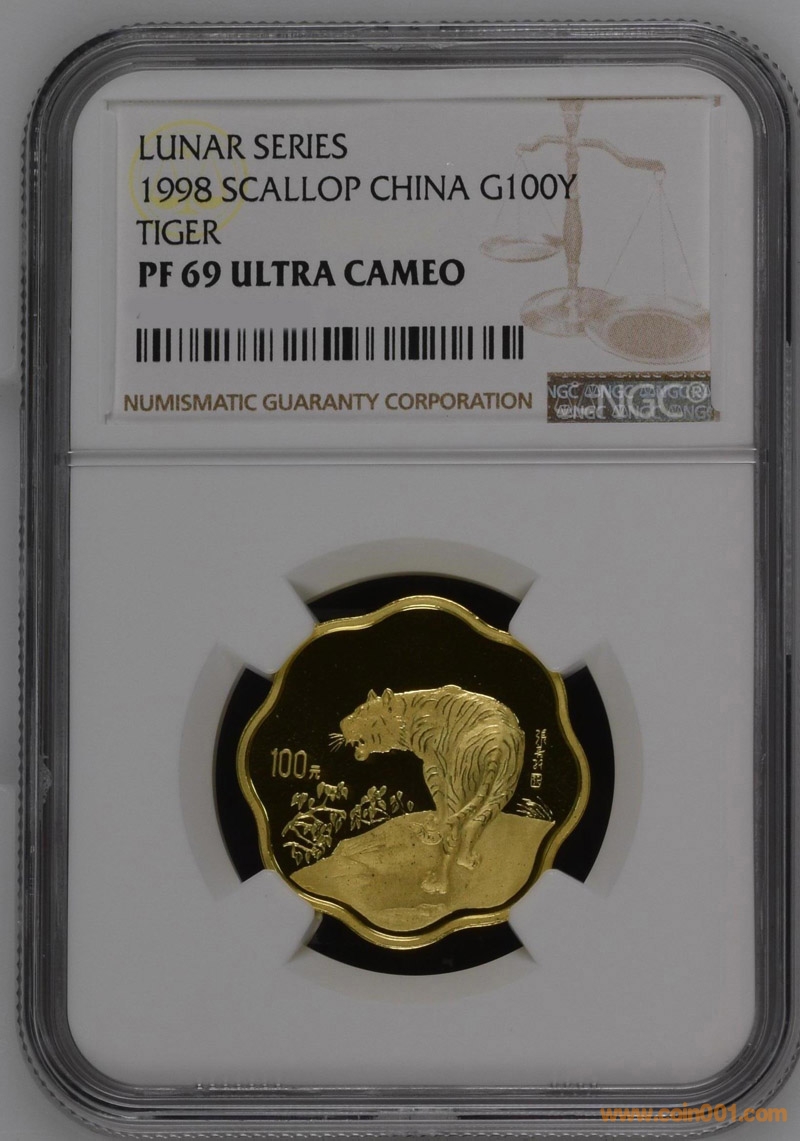 LUNAR SERIES
1998 SCALLOP CHINA G100Y
TIGER
PF 69 ULTRA CAMEO
NUMISMATIC GUARANTY CORPORATION
NGC®
100元
www.coin001.com